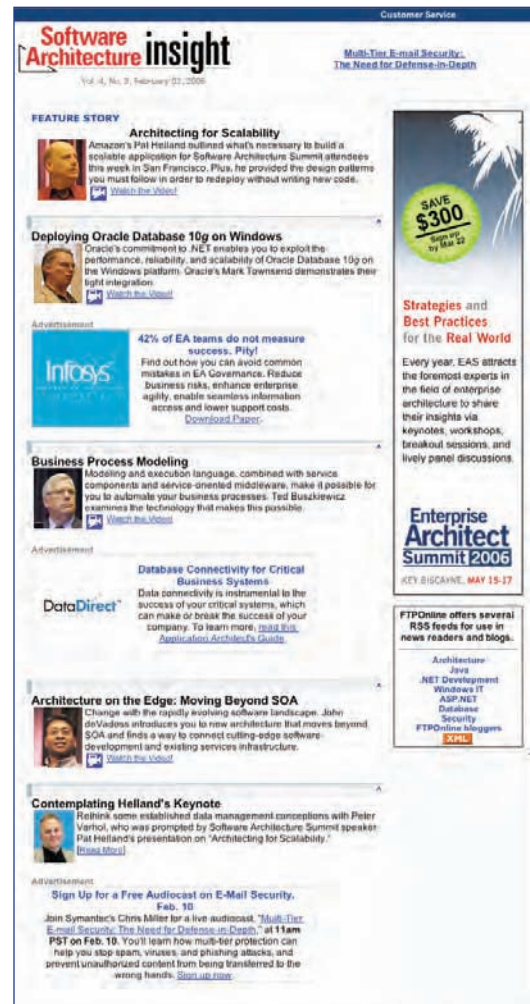 Customer Service
Software
Architecture insight
Vol. 4, No. 3, February 03, 2006
Multi-Tier E-mail Security:
The Need for Defense-in-Depth
FEATURE STORY
Architecting for Scalability
Amazon's Pat Helland outlined what's necessary to build a
scalable application for Software Architecture Summit attendees
this week in San Francisco. Plus, he provided the design patterns
you must follow in order to redeploy without writing new code.
Watch the Video!
Deploying Oracle Database 10g on Windows
Oracle's commitment to .NET enables you to exploit the
performance, reliability, and scalability of Oracle Database 10g on
the Windows platform. Oracle's Mark Townsend demonstrates their
tight integration.
Watch the Video!
Advertisement
Infosys
42% of EA teams do not measure
success. Pity!
Find out how you can avoid common
mistakes in EA Governance. Reduce
business risks, enhance enterprise
agility, enable seamless information
access and lower support costs.
Download Paper.
Business Process Modeling
Modeling and execution language, combined with service
components and service-oriented middleware, make it possible for
you to automate your business processes. Ted Buszkiewicz
examines the technology that makes this possible.
Watch the Video!
Advertisement
DataDirect
Database Connectivity for Critical
Business Systems
Data connectivity is instrumental to the
success of your critical systems, which
can make or break the success of your
company. To learn more, read this
Application Architect's Guide.
Architecture on the Edge: Moving Beyond SOA
Change with the rapidly evolving software landscape. John
deVadoss introduces you to new architecture that moves beyond
SOA and finds a way to connect cutting-edge software
development and existing services infrastructure.
Watch the Video!
Contemplating Helland's Keynote
Rethink some established data management conceptions with Peter
Varhol, who was prompted by Software Architecture Summit speaker
Pat Helland's presentation on "Architecting for Scalability."
[Read More]
Advertisement
Sign Up for a Free Audiocast on E-Mail Security,
Feb. 10
Join Symantec's Chris Miller for a live audiocast, "Multi-Tier
E-mail Security: The Need for Defense-in-Depth," at 11am
PST on Feb. 10. You'll learn how multi-tier protection can
help you stop spam, viruses, and phishing attacks, and
prevent unauthorized content from being transferred to the
wrong hands. Sign up now.
SAVE
$300
Sign up
by Mar 22
Strategies and
Best Practices
for the Real World
Every year, EAS attracts
the foremost experts in
the field of enterprise
architecture to share
their insights via
keynotes, workshops,
breakout sessions, and
lively panel discussions.
Enterprise
Architect
Summit 2006
KEY BISCAYNE, MAY 15-17
FTPOnline offers several
RSS feeds for use in
news readers and blogs.
Architecture
Java
.NET Development
Windows IT
ASP.NET
Database
Security
FTPOnline bloggers
XML